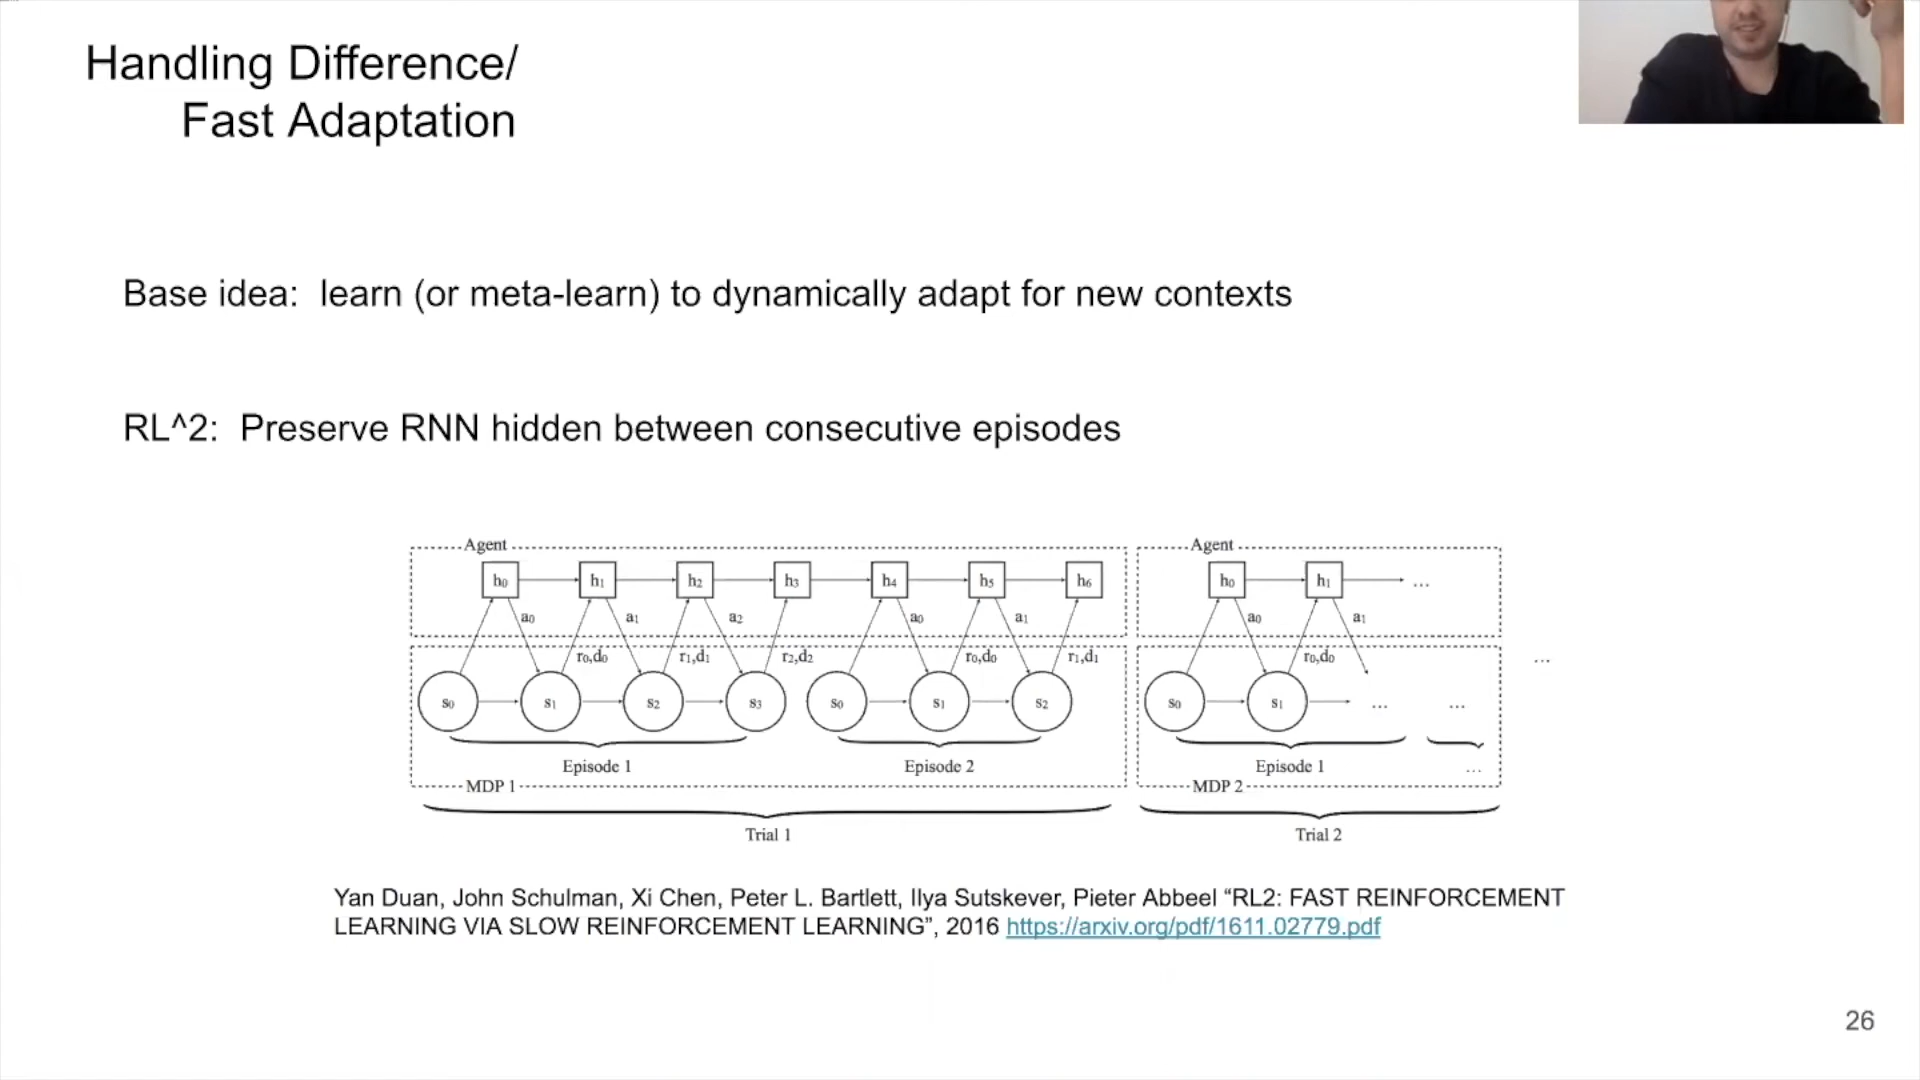 Handling Difference/
Fast Adaptation
Base idea:  learn (or meta-learn) to dynamically adapt for new contexts
RL^2:  Preserve RNN hidden between consecutive episodes
Agent
Agent
h0 h1 h2 h3 h4 h5 h6 h0 h1 ...
a0 a1 a2 a0 a1 a0 a1
r0,d0 r1,d1 r2,d2 r0,d0 r1,d1 r0,d0 ...
s0 s1 s2 s3 s0 s1 s2 s0 s1 ... ...
Episode 1 Episode 2 Episode 1 ...
MDP 1 MDP 2
Trial 1 Trial 2
Yan Duan, John Schulman, Xi Chen, Peter L. Bartlett, Ilya Sutskever, Pieter Abbeel “RL2: FAST REINFORCEMENT
LEARNING VIA SLOW REINFORCEMENT LEARNING”, 2016 https://arxiv.org/pdf/1611.02779.pdf
26